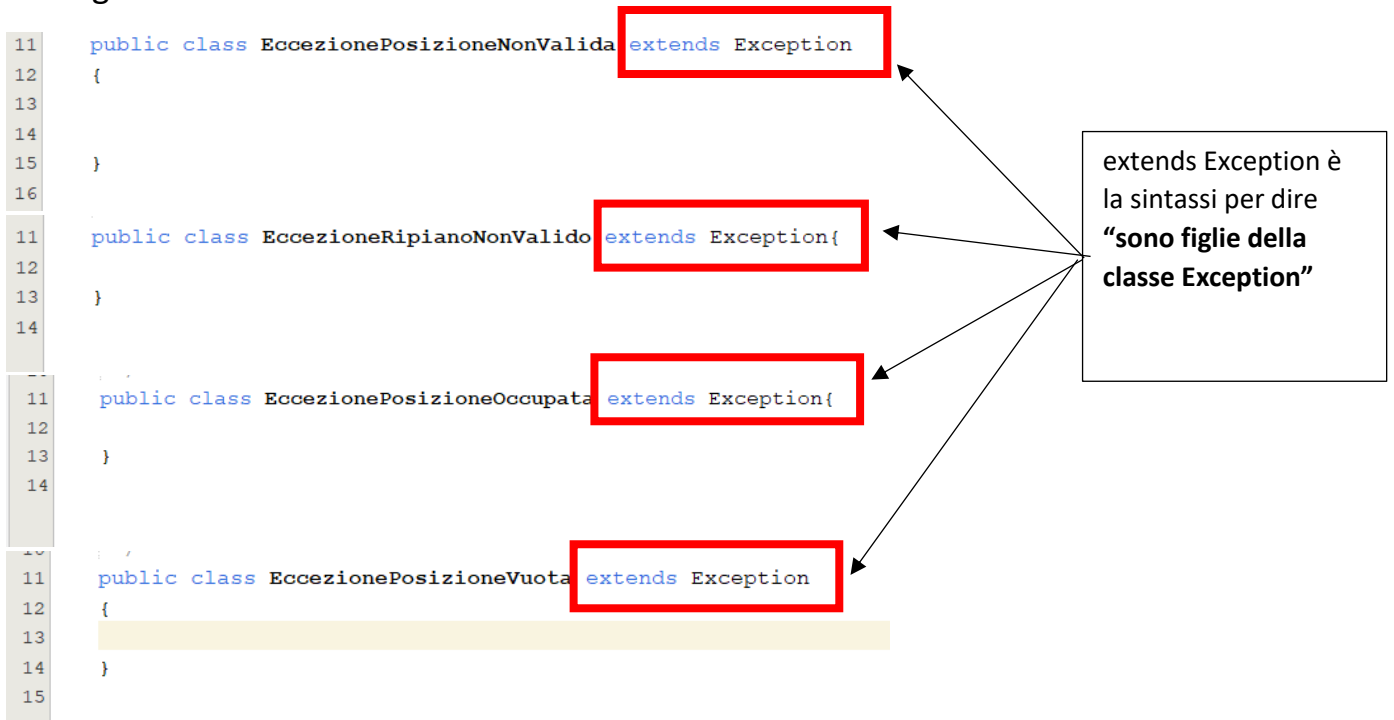 11 public class EccezionePosizioneNonValida extends Exception
12 {
13
14
15 }
16
11 public class EccezioneRipianoNonValido extends Exception{
12
13 }
14
11 public class EccezionePosizioneOccupata extends Exception{
12
13 }
14
11 public class EccezionePosizioneVuota extends Exception
12 {
13
14 }
15
extends Exception è
la sintassi per dire
“sono figlie della
classe Exception”